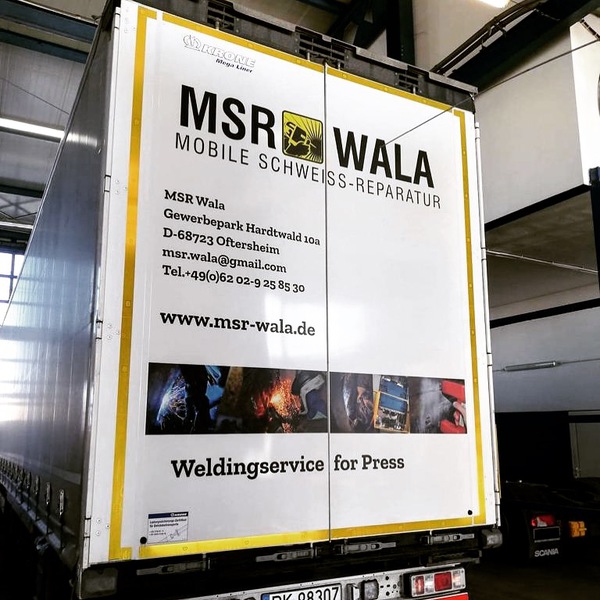 KRONE
Mega Liner
MSR WALA
MOBILE SCHWEISS-REPARATUR
MSR Wala
Gewerbepark Hardtwald 10a
D-68723 Oftersheim
msr.wala@gmail.com
Tel.+49(0)62 02-9 25 85 30
www.msr-wala.de
Weldingservice for Press
KRONE
SCANIA